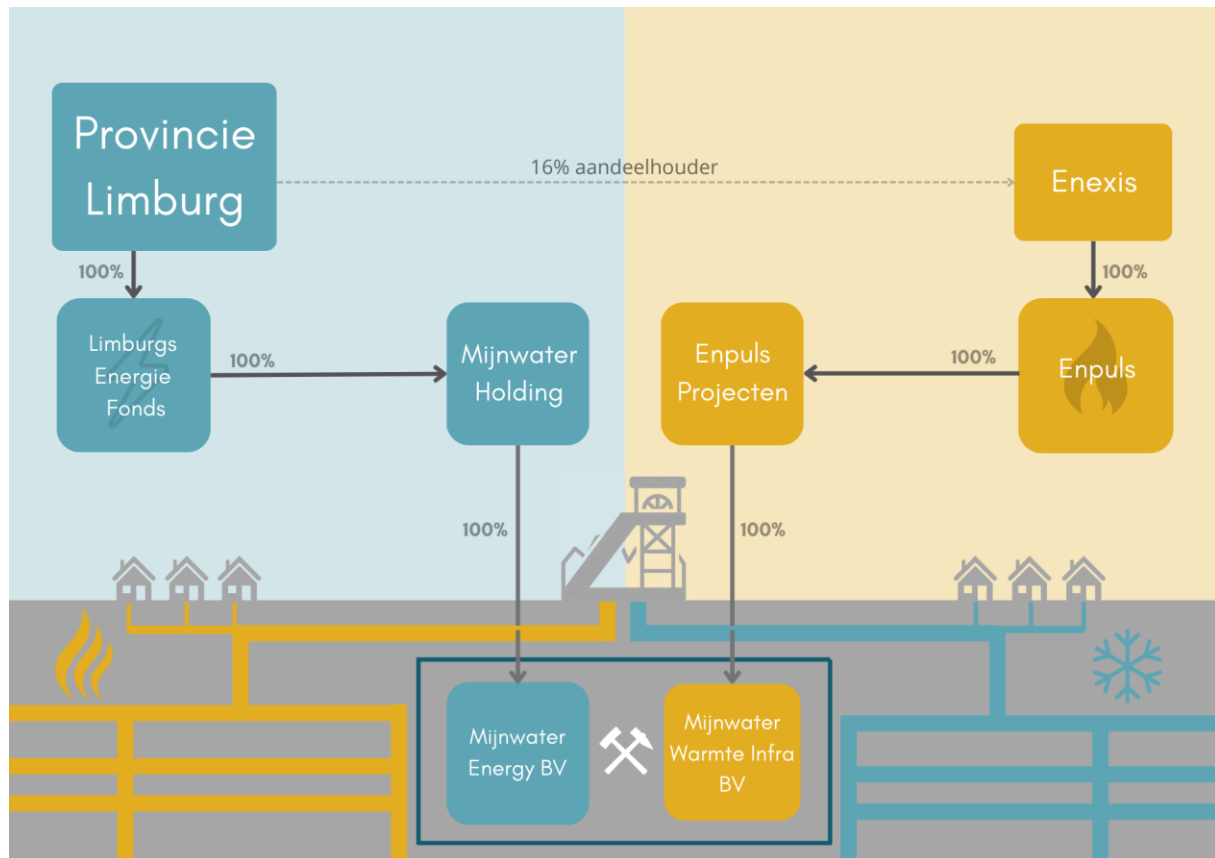 Provincie
Limburg
16% aandeelhouder
Enexis
100%
100%
Limburgs
Energie
Fonds
100%
Mijnwater
Holding
Enpuls
Projecten
100%
Enpuls
100%
100%
Mijnwater
Energy BV
Mijnwater
Warmte Infra
BV